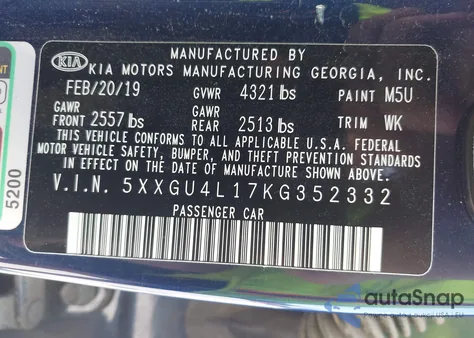 MANUFACTURED BY
KIA KIA MOTORS MANUFACTURING GEORGIA, INC.
FEB/20/19 GVWR 4321 lbs PAINT M5U
GAWR GAWR
FRONT 2557 lbs REAR 2513 lbs TRIM WK
THIS VEHICLE CONFORMS TO ALL APPLICABLE U.S.A. FEDERAL
MOTOR VEHICLE SAFETY, BUMPER, AND THEFT PREVENTION STANDARDS
IN EFFECT ON THE DATE OF MANUFACTURE SHOWN ABOVE.
V.I.N. 5XXGU4L17KG352332
PASSENGER CAR
5200
autoSnap